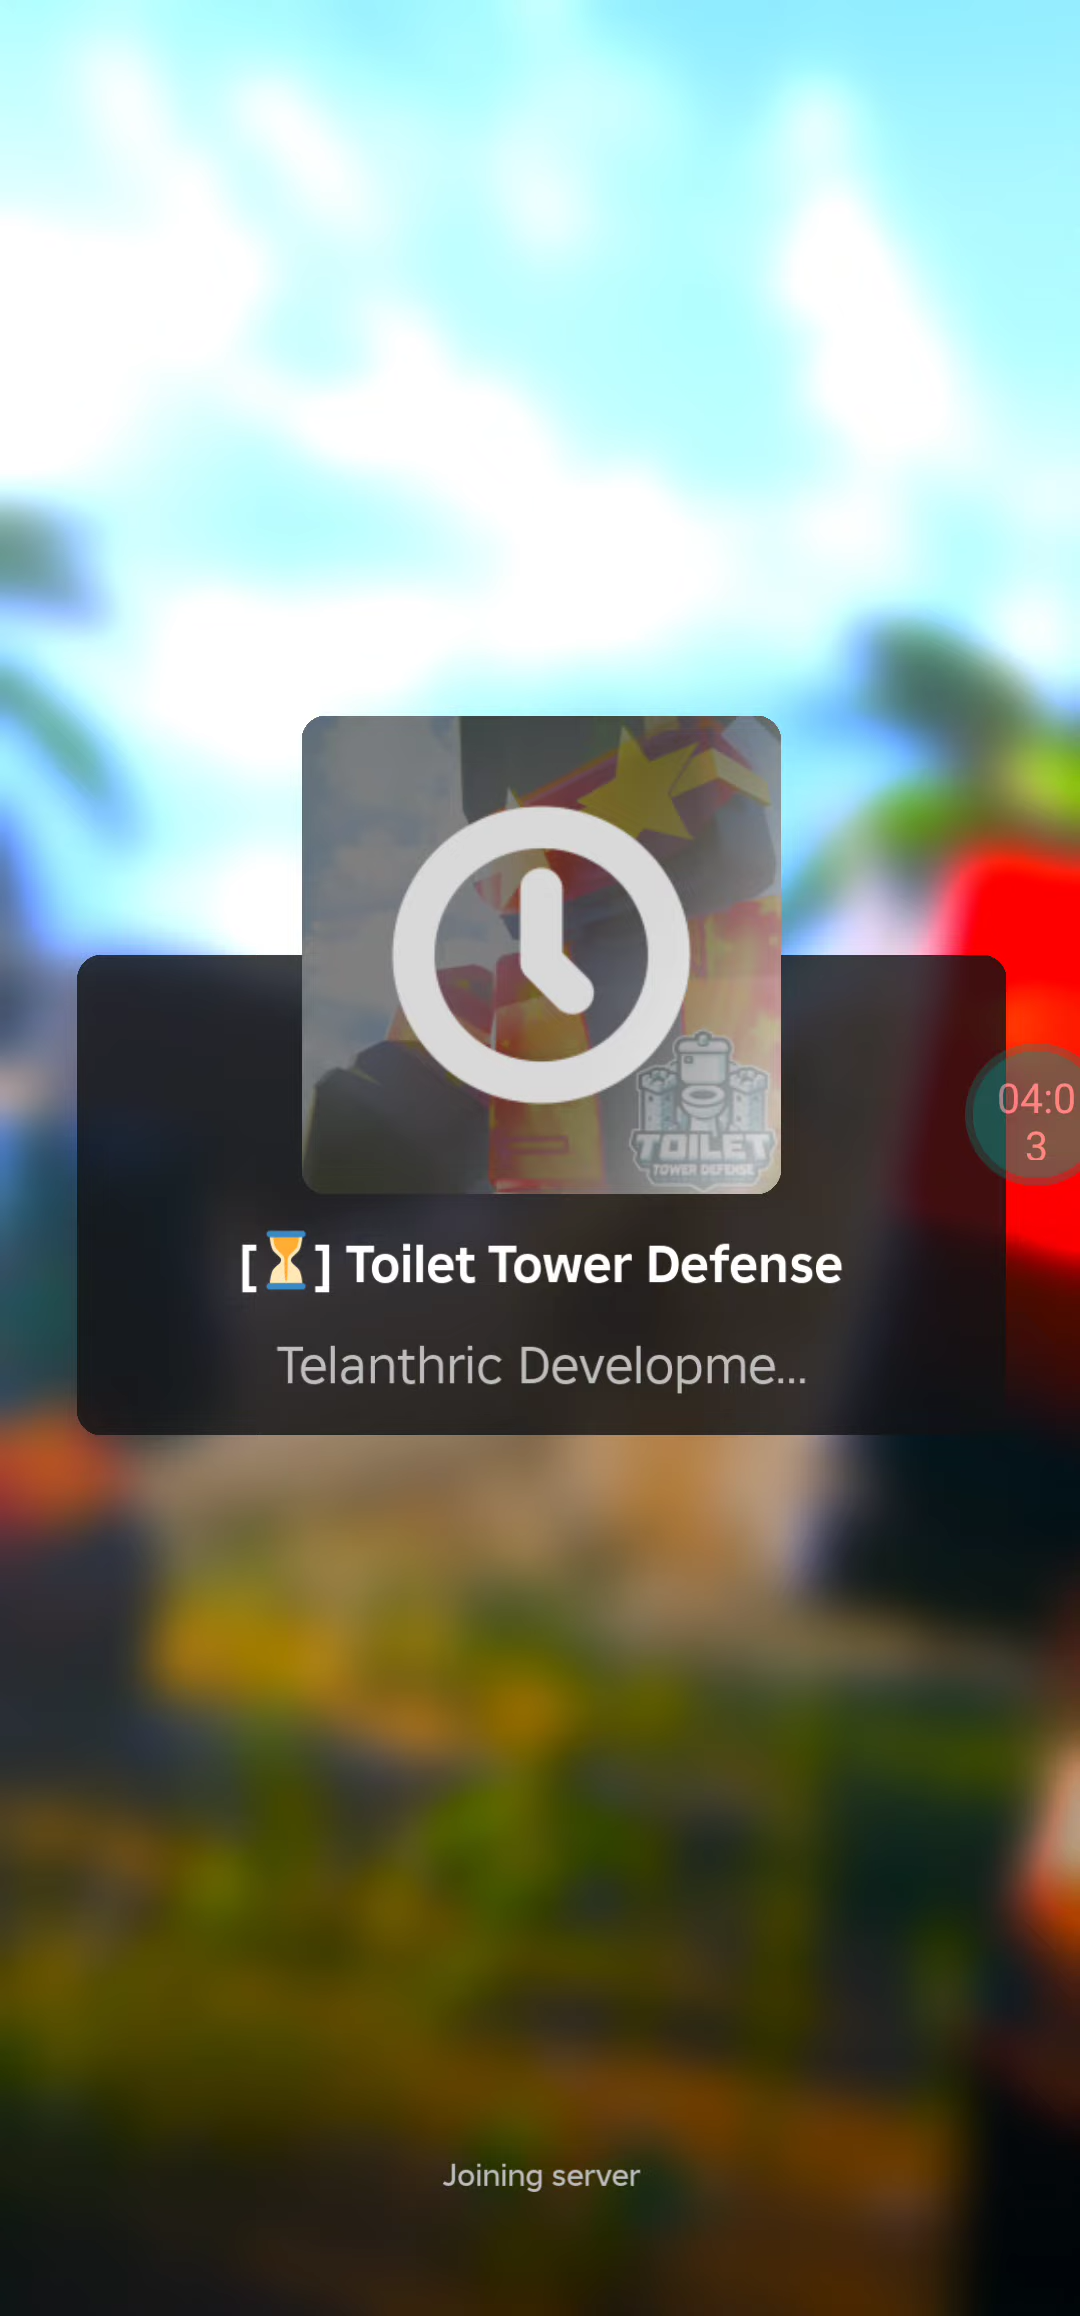 TOILET
TOWER DEFENSE
04:0
3
[⏳] Toilet Tower Defense
Telanthric Developme...
Joining server